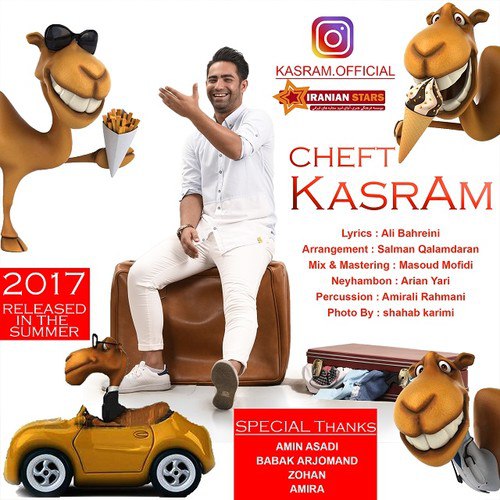 KASRAM.OFFICIAL
IRANIAN STARS
CHEFT
KASRAM
Lyrics : Ali Bahreini
Arrangement : Salman Qalamdaran
Mix & Mastering : Masoud Mofidi
Neyhambon : Arian Yari
Percussion : Amirali Rahmani
Photo By : shahab karimi
2017
RELEASED
IN THE
SUMMER
SPECIAL THANKS
AMIN ASADI
BABAK ARJOMAND
ZOHAN
AMIRA